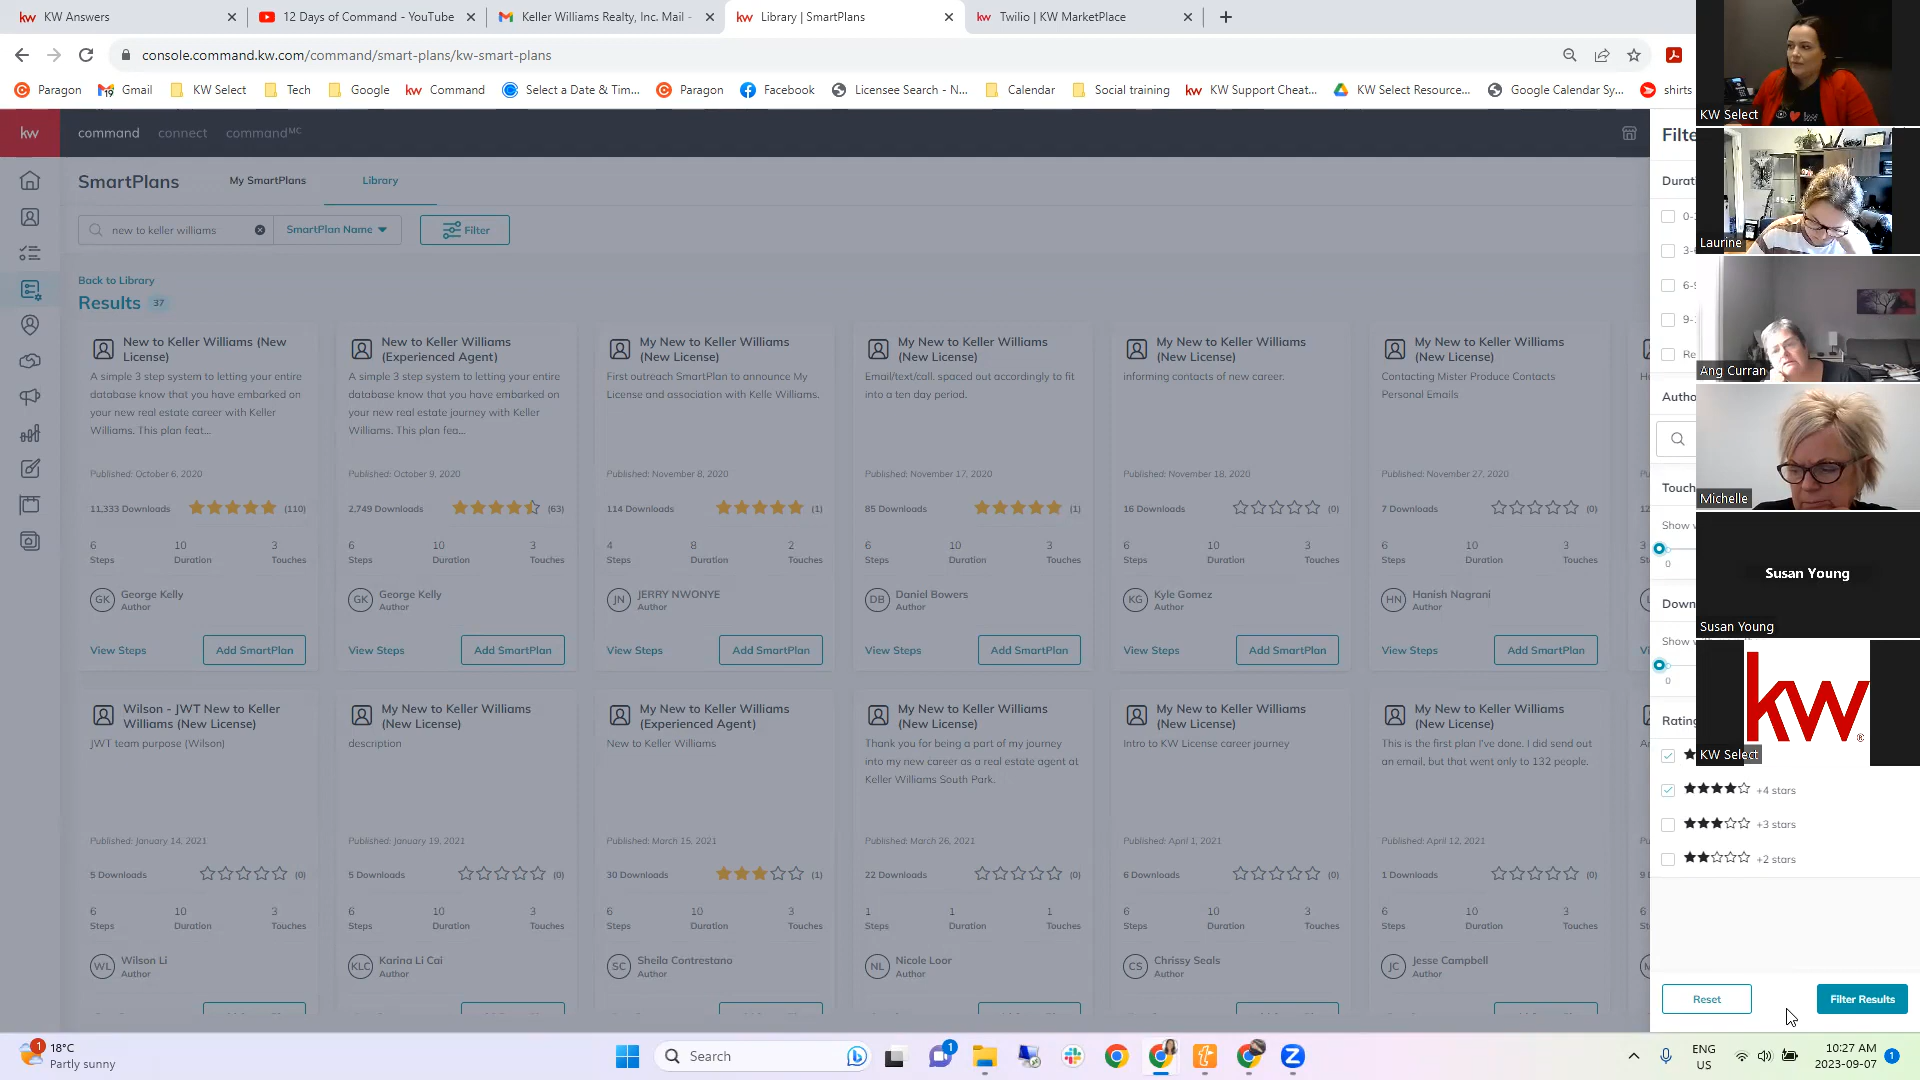 KW Answers
12 Days of Command - YouTube
Keller Williams Realty, Inc. Mail -
Library | SmartPlans
Twilio | KW MarketPlace
console.command.kw.com/command/smart-plans/kw-smart-plans
Paragon Gmail KW Select Tech Google Command Select a Date & Tim... Paragon Facebook Licensee Search - N... Calendar Social training KW Support Cheat... KW Select Resource... Google Calendar Sy... shirts
kw command connect commandMC
SmartPlans My SmartPlans Library
new to keller williams SmartPlan Name Filter
Back to Library
Results 37
New to Keller Williams (New
License)
A simple 3 step system to letting your entire
database know that you have embarked on
your new real estate career with Keller
Williams. This plan feat...
Published: October 6, 2020
11,333 Downloads (110)
6 10 3
Steps Duration Touches
GK George Kelly
Author
View Steps Add SmartPlan
New to Keller Williams
(Experienced Agent)
A simple 3 step system to letting your entire
database know that you have embarked on
your new real estate journey with Keller
Williams. This plan fea...
Published: October 9, 2020
2,749 Downloads (63)
6 10 3
Steps Duration Touches
GK George Kelly
Author
View Steps Add SmartPlan
My New to Keller Williams
(New License)
First outreach SmartPlan to announce My
License and association with Kelle Williams.
Published: November 8, 2020
114 Downloads (1)
4 8 2
Steps Duration Touches
JN JERRY NWONYE
Author
View Steps Add SmartPlan
My New to Keller Williams
(New License)
Email/text/call. spaced out accordingly to fit
into a ten day period.
Published: November 17, 2020
85 Downloads (1)
6 10 3
Steps Duration Touches
DB Daniel Bowers
Author
View Steps Add SmartPlan
My New to Keller Williams
(New License)
informing contacts of new career.
Published: November 18, 2020
16 Downloads (0)
6 10 3
Steps Duration Touches
KG Kyle Gomez
Author
View Steps Add SmartPlan
My New to Keller Williams
(New License)
Contacting Mister Produce Contacts
Personal Emails
Published: November 27, 2020
7 Downloads (0)
6 10 3
Steps Duration Touches
HN Hanish Nagrani
Author
View Steps Add SmartPlan
Wilson - JWT New to Keller
Williams (New License)
JWT team purpose (Wilson)
Published: January 14, 2021
5 Downloads (0)
6 10 3
Steps Duration Touches
WL Wilson Li
Author
My New to Keller Williams
(New License)
description
Published: January 19, 2021
5 Downloads (0)
6 10 3
Steps Duration Touches
KLC Karina Li Cai
Author
My New to Keller Williams
(Experienced Agent)
New to Keller Williams
Published: March 15, 2021
30 Downloads (1)
6 10 3
Steps Duration Touches
SC Sheila Contrestano
Author
My New to Keller Williams
(New License)
Thank you for being a part of my journey
into my new career as a real estate agent at
Keller Williams South Park.
Published: March 26, 2021
22 Downloads (0)
1 1 1
Steps Duration Touches
NL Nicole Loor
Author
My New to Keller Williams
(New License)
Intro to KW License career journey
Published: April 1, 2021
6 Downloads (0)
6 10 3
Steps Duration Touches
CS Chrissy Seals
Author
My New to Keller Williams
(New License)
This is the first plan I've done. I did send out
an email, but that went only to 132 people.
Published: April 12, 2021
1 Downloads (0)
6 10 3
Steps Duration Touches
JC Jesse Campbell
Author
Filte
Durati
Autho
Touch
Show
0
Down
Show
0
Rating
+4 stars
+3 stars
+2 stars
Reset Filter Results
KW Select
Laurine
Ang Curran
Michelle
Susan Young
Susan Young
kw
KW Select
1 18°C
Partly sunny
Search
1
ENG
US
10:27 AM
2023-09-07
1